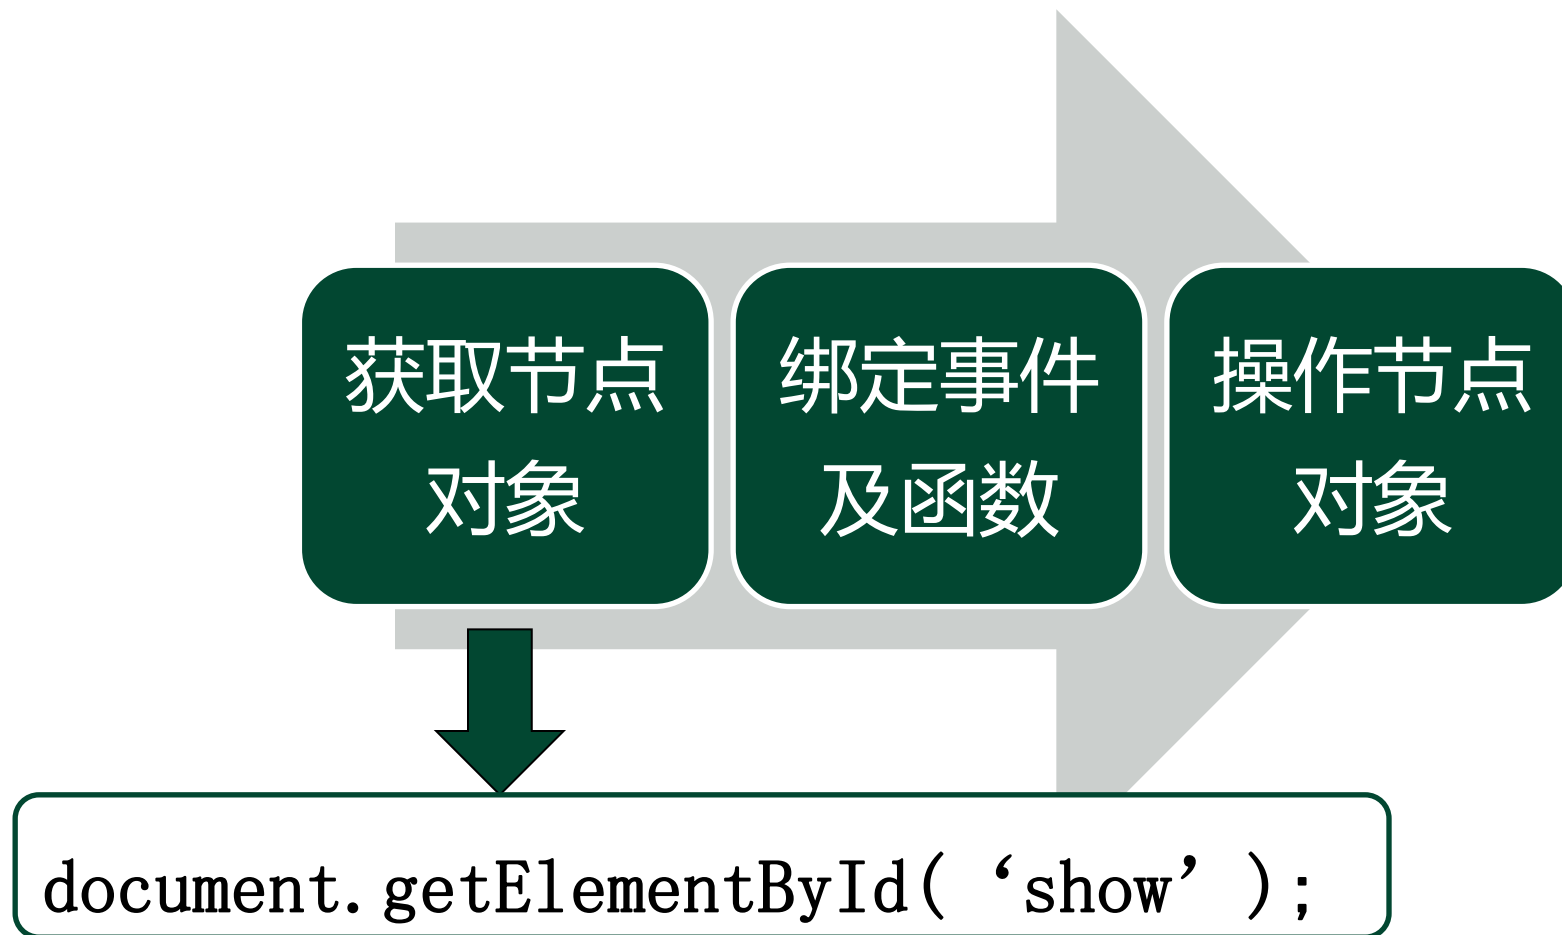 获取节点
对象
绑定事件
及函数
操作节点
对象
document.getElementById(‘show’);